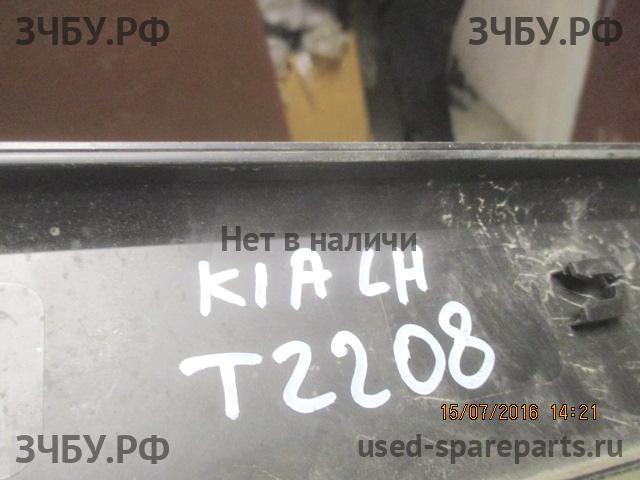 ЗЧБУ.РФ ЗЧБУ.РФ
Нет в наличи
KIA LH
T2208
15/07/2016 14:21
ЗЧБУ.РФ used-spareparts.ru